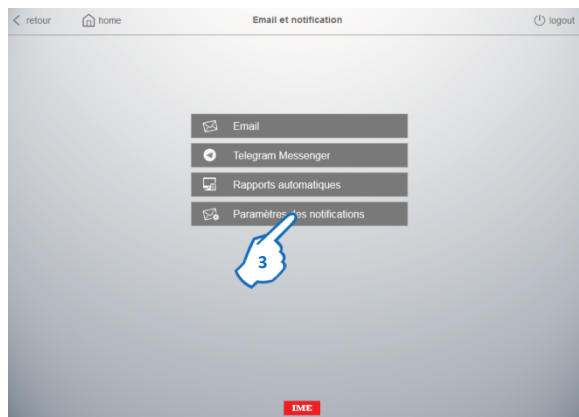 retour home Email et notification logout
Email
Telegram Messenger
Rapports automatiques
Paramètres des notifications
3
IME